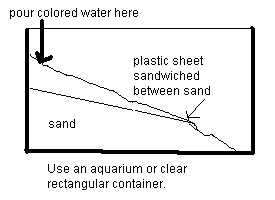 pour colored water here
plastic sheet
sandwiched
between sand
sand
Use an aquarium or clear
rectangular container.